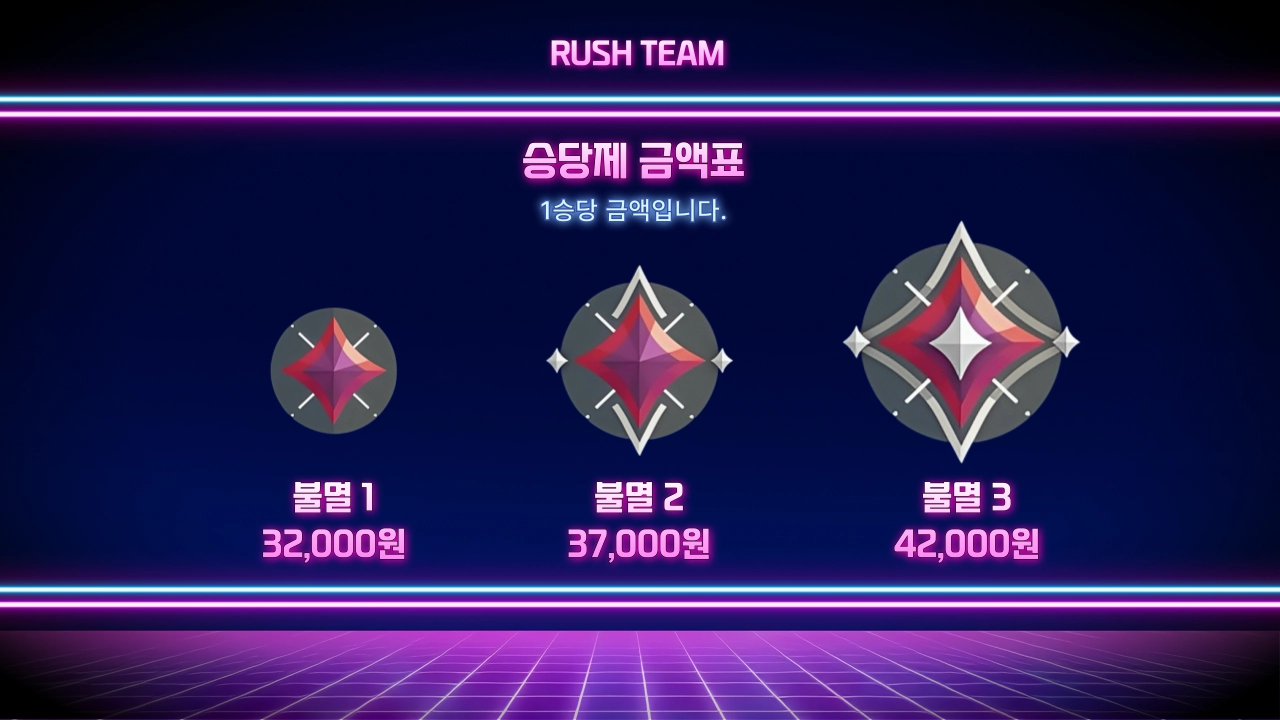 RUSH TEAM
승당제 금액표
1승당 금액입니다.
불멸 1
32,000원
불멸 2
37,000원
불멸 3
42,000원